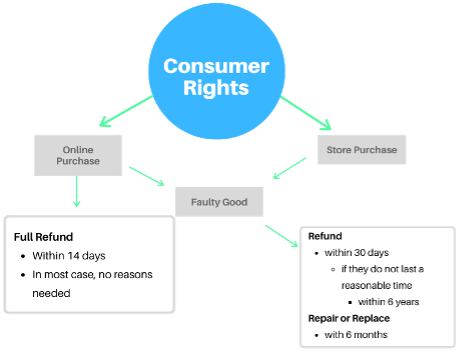 Consumer
Rights
Online
Purchase
Store Purchase
Faulty Good
Full Refund
Within 14 days
In most case, no reasons
needed
Refund
within 30 days
if they do not last a
reasonable time
within 6 years
Repair or Replace
with 6 months